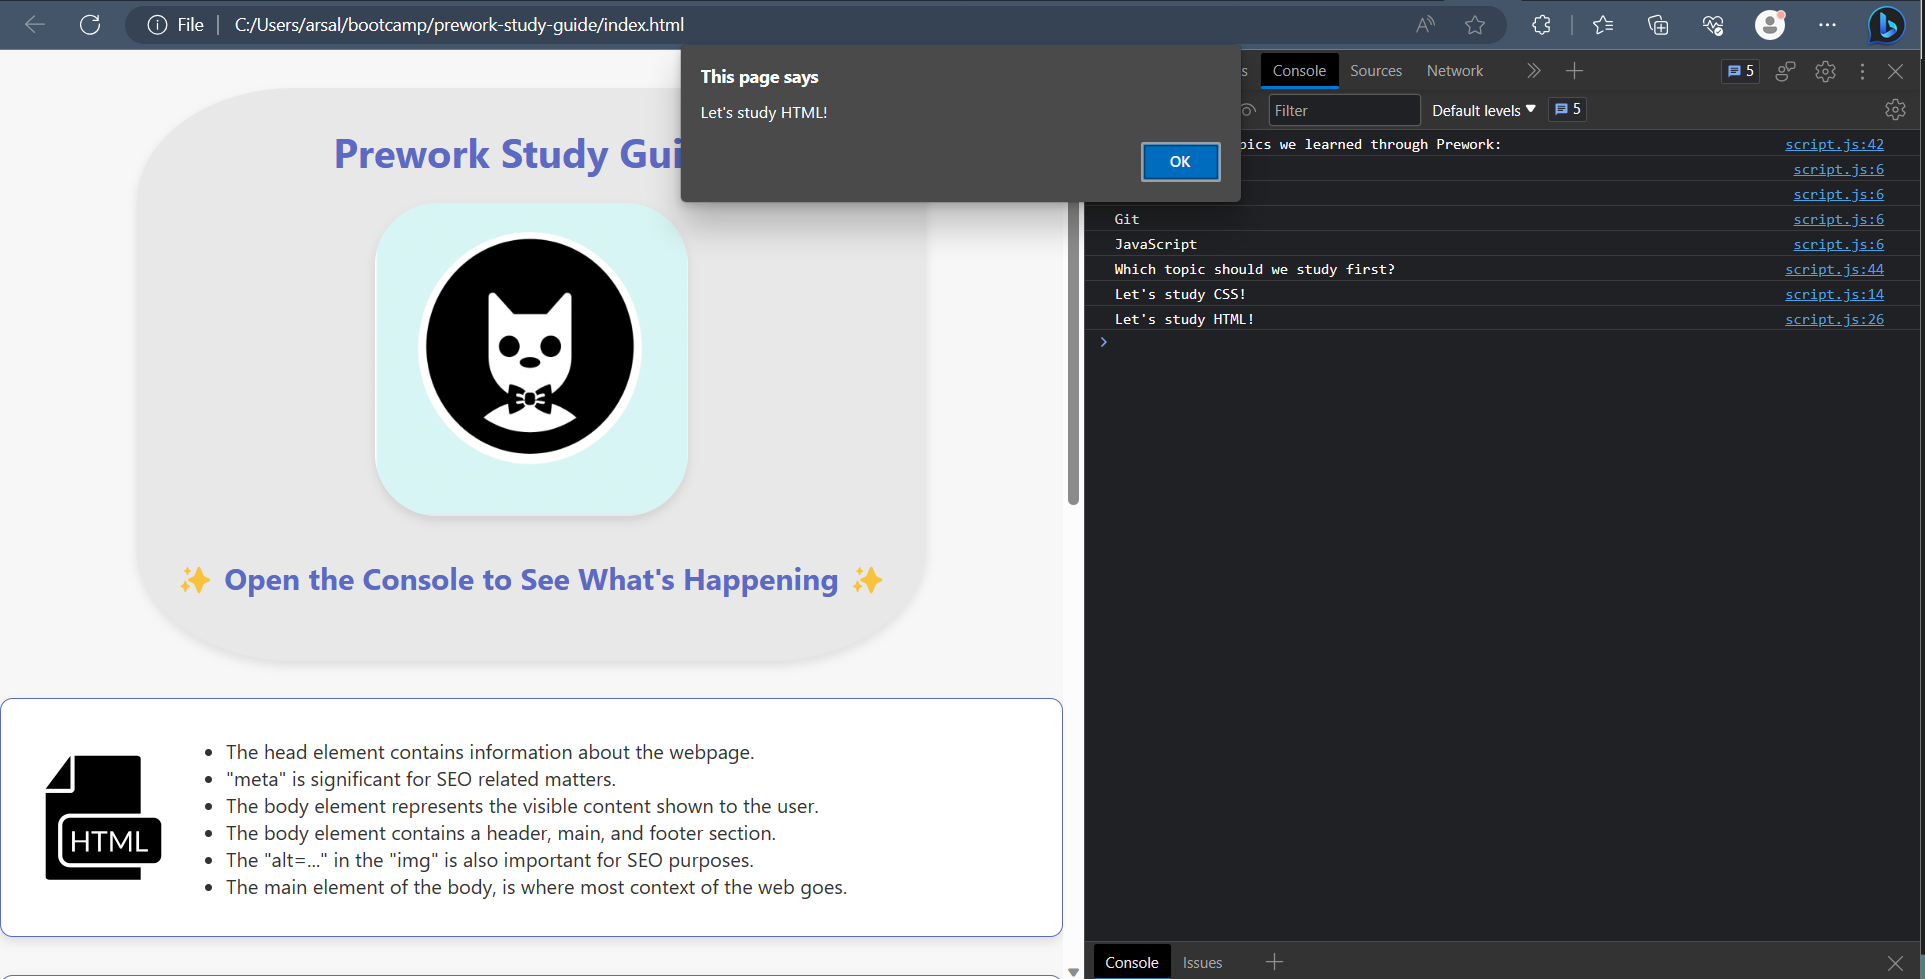 File
C:/Users/arsal/bootcamp/prework-study-guide/index.html
This page says
Let's study HTML!
OK
Prework Study Gui
✨ Open the Console to See What's Happening ✨
HTML
• The head element contains information about the webpage.
• "meta" is significant for SEO related matters.
• The body element represents the visible content shown to the user.
• The body element contains a header, main, and footer section.
• The "alt=..." in the "img" is also important for SEO purposes.
• The main element of the body, is where most context of the web goes.
s Console Sources Network 5
Filter Default levels 5
pics we learned through Prework: script.js:42
script.js:6
script.js:6
Git script.js:6
JavaScript script.js:6
Which topic should we study first? script.js:44
Let's study CSS! script.js:14
Let's study HTML! script.js:26
Console Issues